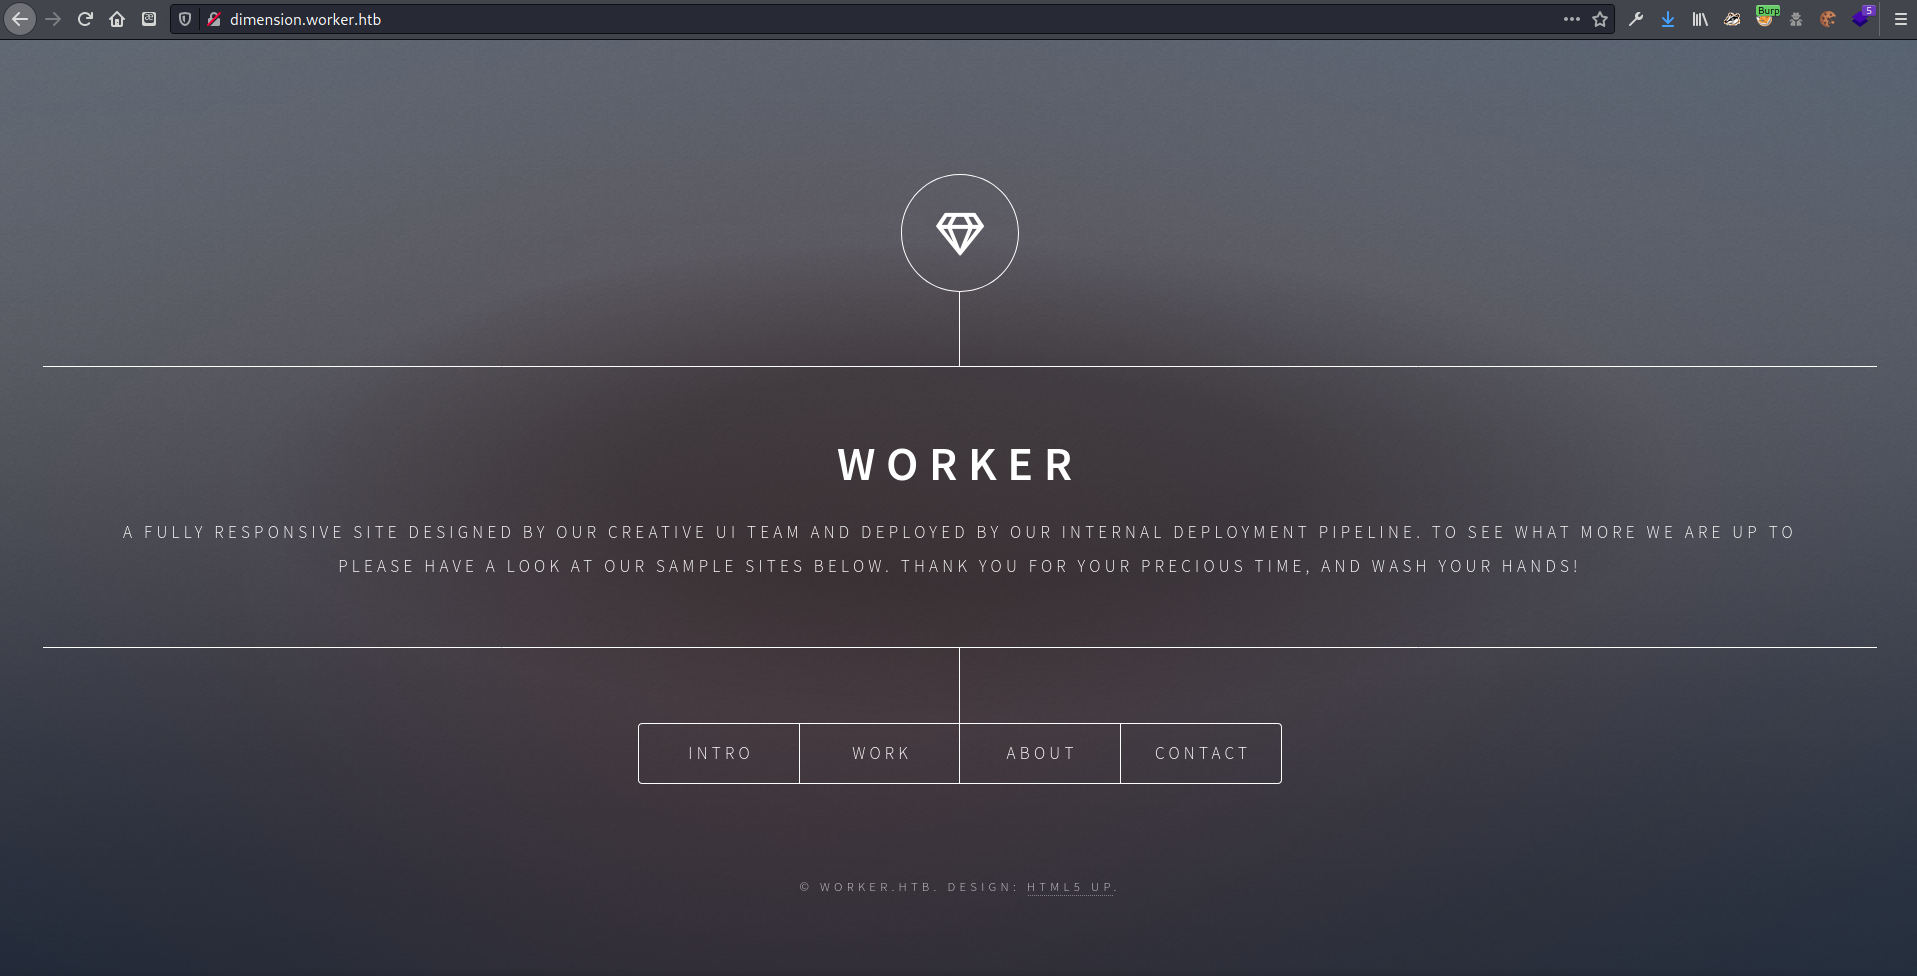 dimension.worker.htb
Burp
5
WORKER
A FULLY RESPONSIVE SITE DESIGNED BY OUR CREATIVE UI TEAM AND DEPLOYED BY OUR INTERNAL DEPLOYMENT PIPELINE. TO SEE WHAT MORE WE ARE UP TO
PLEASE HAVE A LOOK AT OUR SAMPLE SITES BELOW. THANK YOU FOR YOUR PRECIOUS TIME, AND WASH YOUR HANDS!
INTRO WORK ABOUT CONTACT
© WORKER.HTB. DESIGN: HTML5 UP.